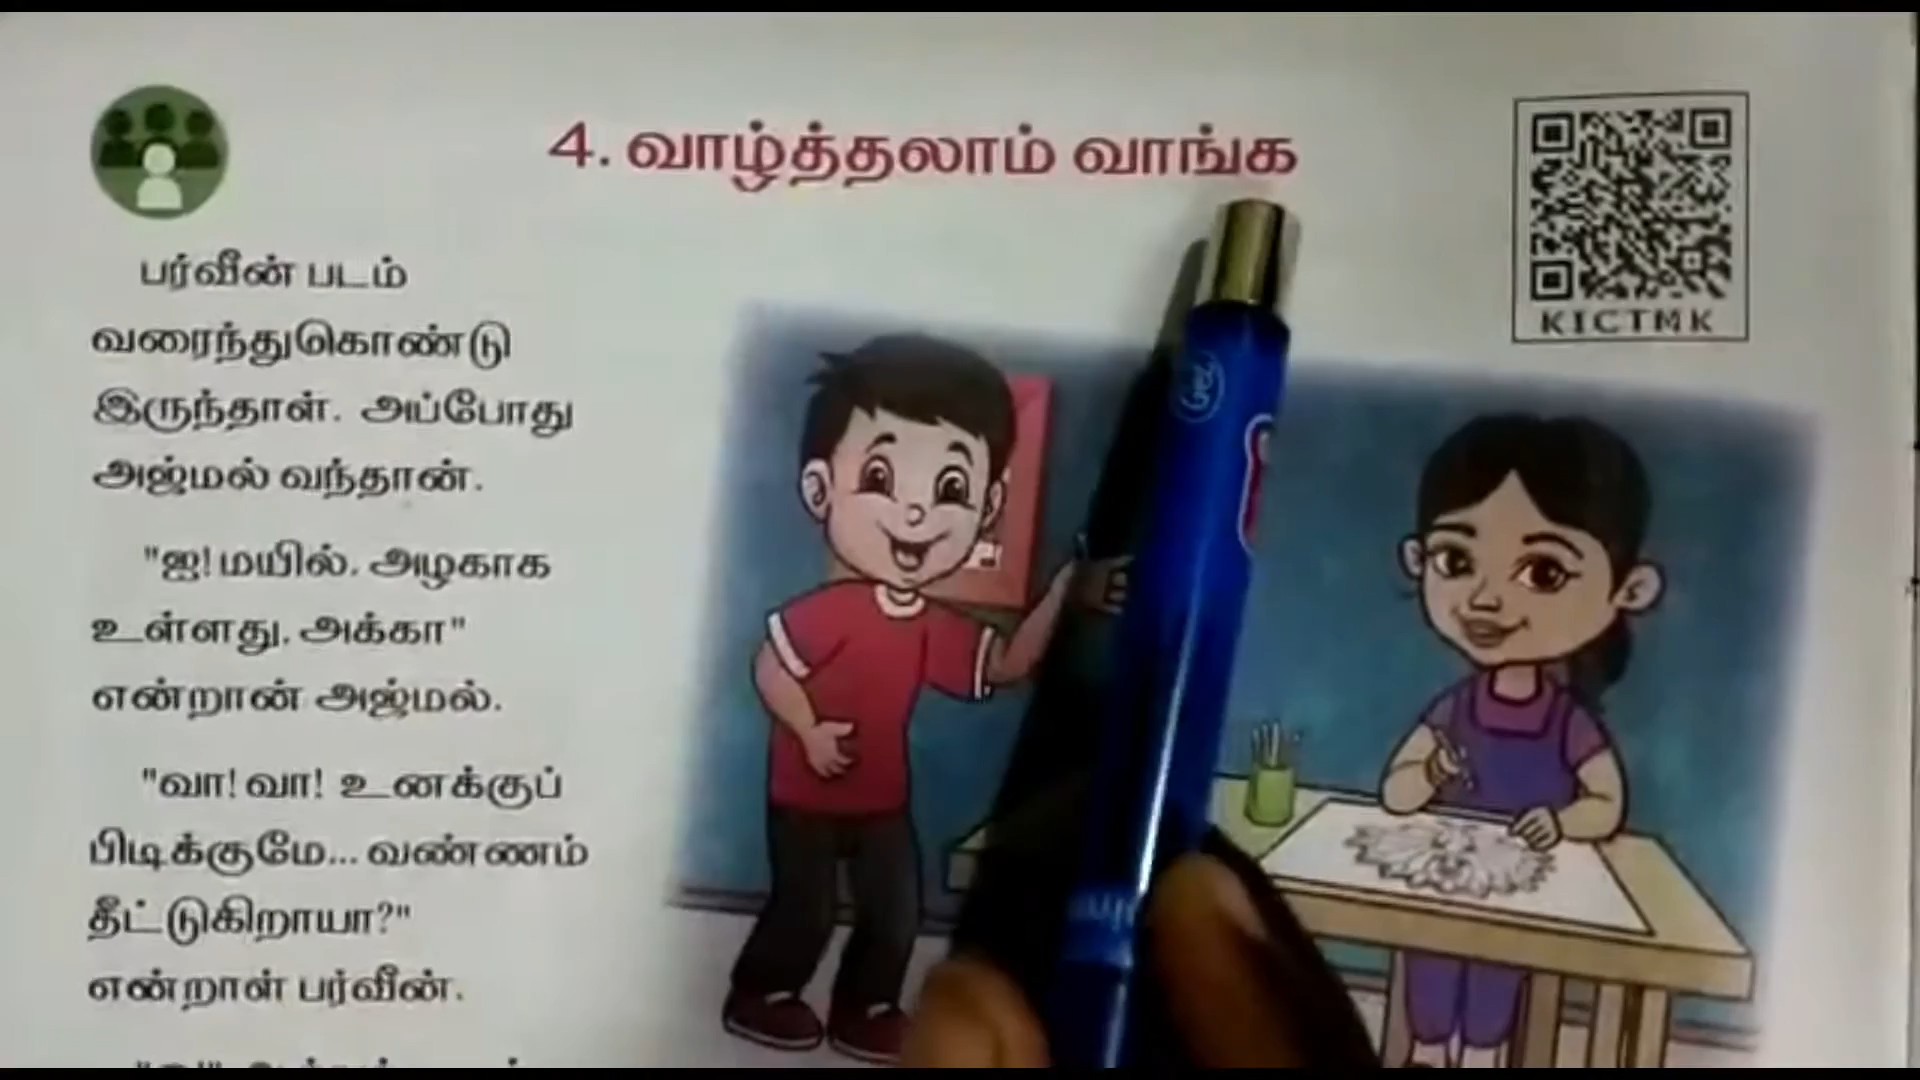 4. வாழ்த்தலாம் வாங்க
KICTMK
பர்வீன் படம்
வரைந்துகொண்டு
இருந்தாள். அப்போது
அஜ்மல் வந்தான்.
"ஐ! மயில். அழகாக
உள்ளது. அக்கா"
என்றான் அஜ்மல்.
"வா! வா! உனக்குப்
பிடிக்குமே... வண்ணம்
தீட்டுகிறாயா?"
என்றாள் பர்வீன்.
Gel